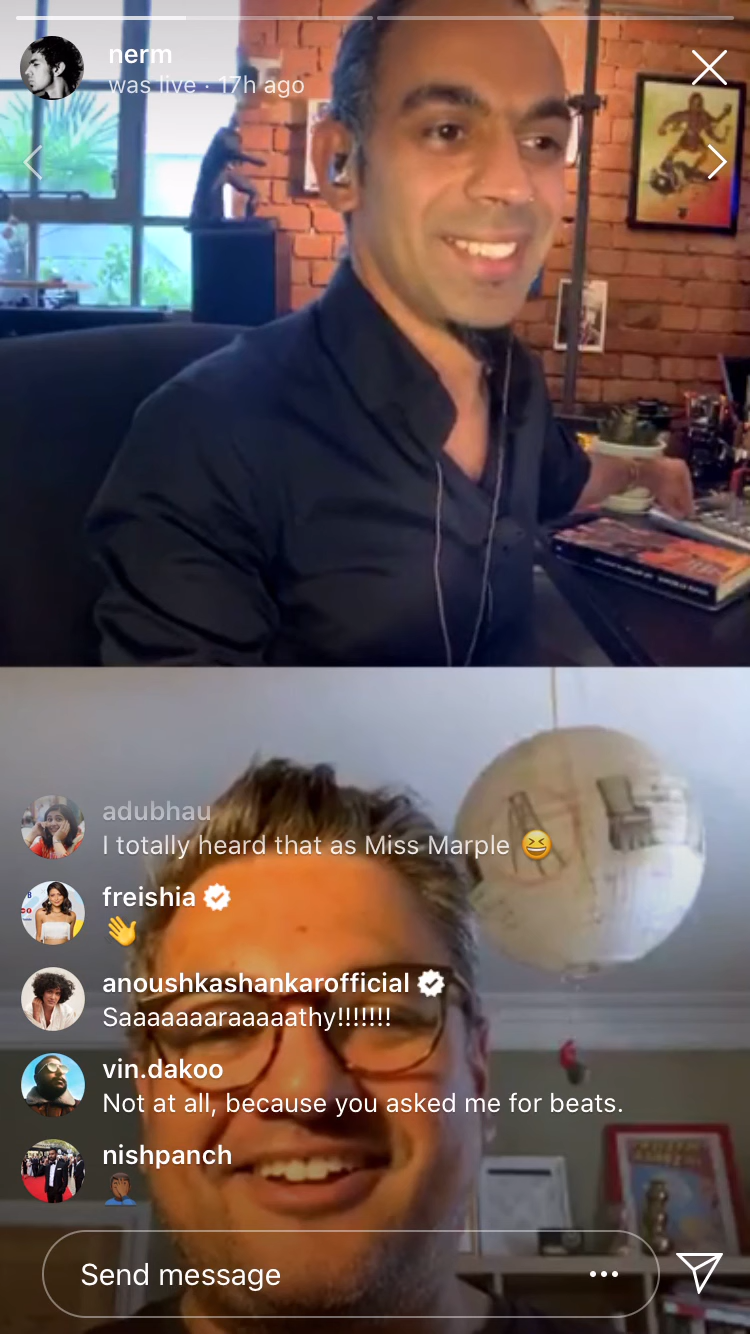 nerm
was live · 17h ago
adubhau
I totally heard that as Miss Marple 😆
freishia
👋
anoushkashankarofficial
Saaaaaaaraaaaathy!!!!!!!
vin.dakoo
Not at all, because you asked me for beats.
nishpanch
🤦🏾‍♂️
Send message